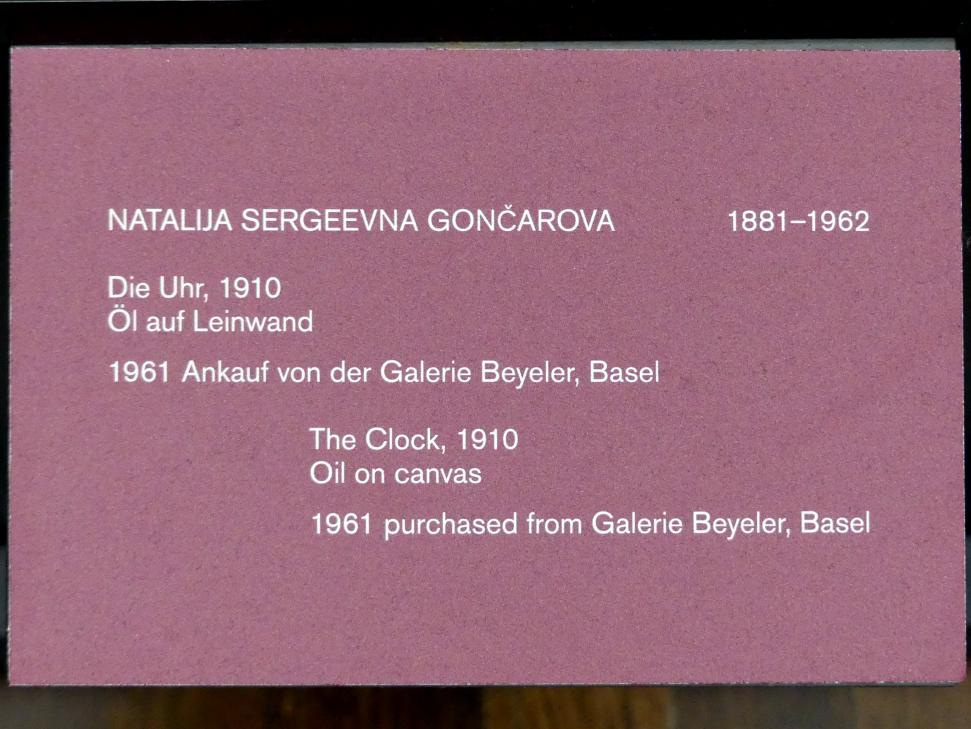 NATALIJA SERGEEVNA GONČAROVA 1881–1962
Die Uhr, 1910
Öl auf Leinwand
1961 Ankauf von der Galerie Beyeler, Basel
The Clock, 1910
Oil on canvas
1961 purchased from Galerie Beyeler, Basel